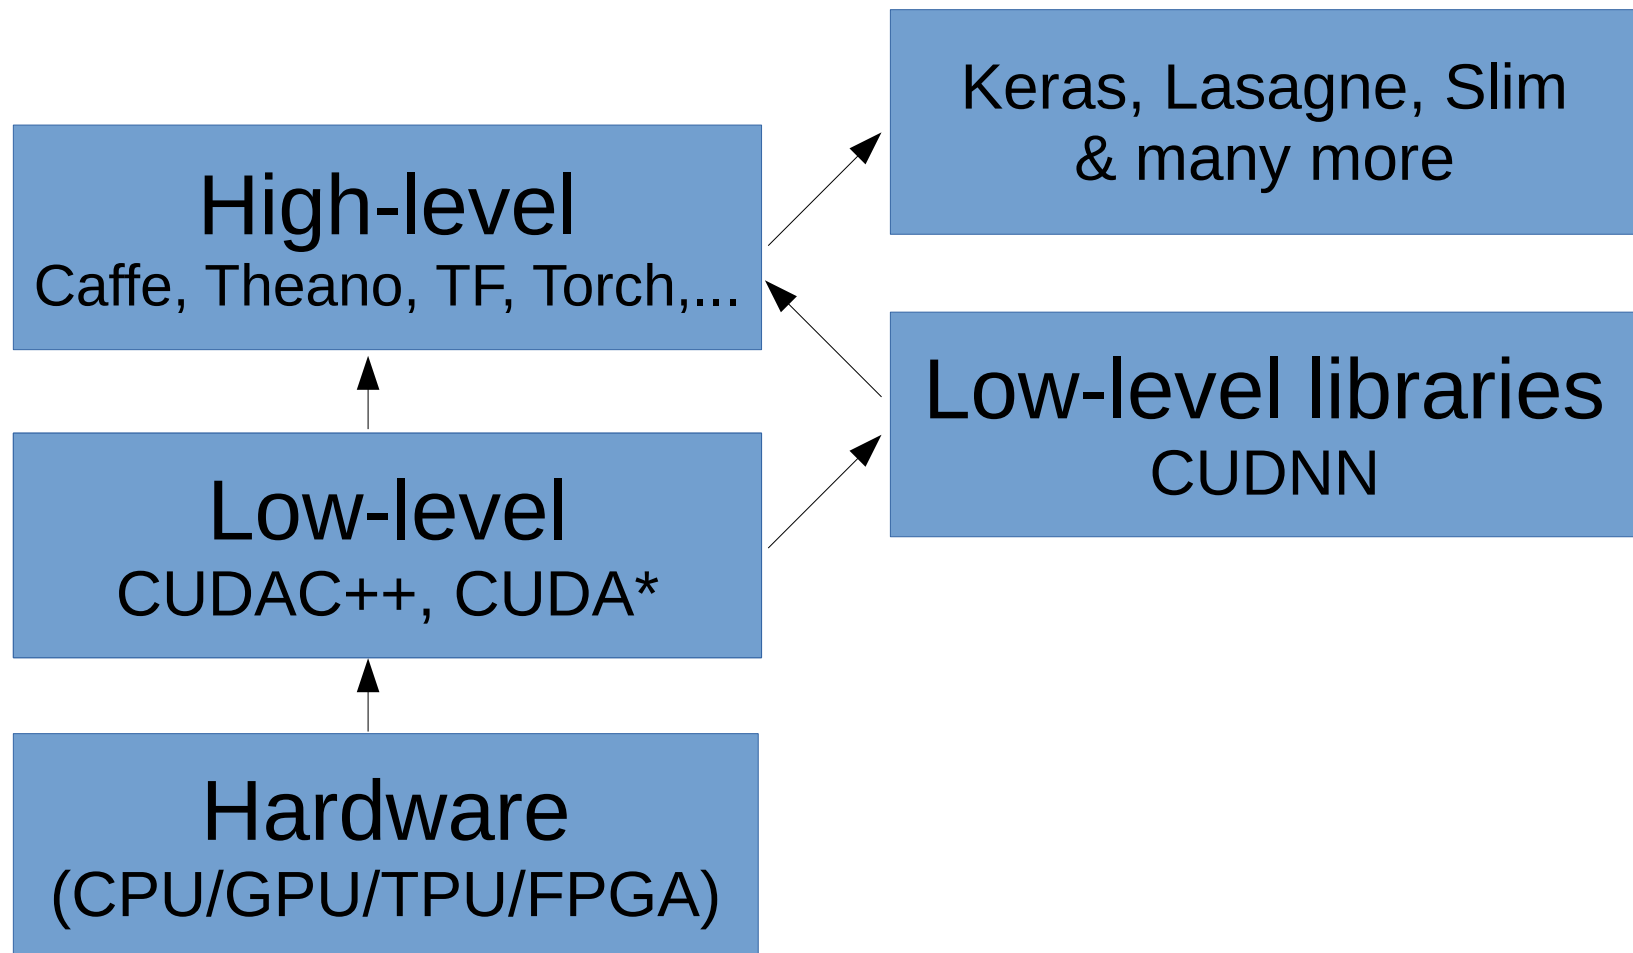 Keras, Lasagne, Slim
& many more
High-level
Caffe, Theano, TF, Torch,...
Low-level libraries
CUDNN
Low-level
CUDAC++, CUDA*
Hardware
(CPU/GPU/TPU/FPGA)